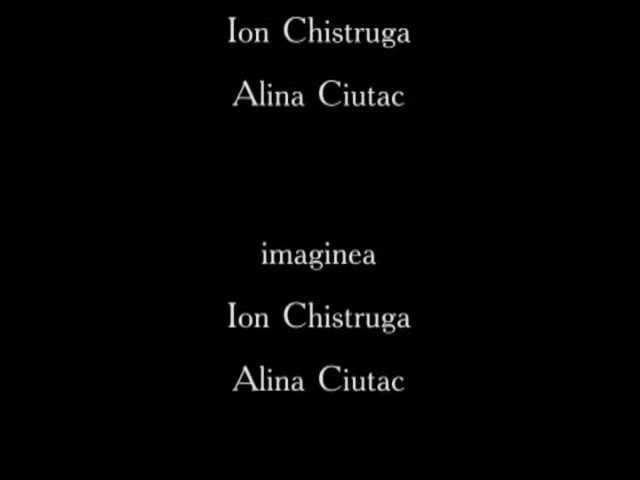 Ion Chistruga
Alina Ciutac
imaginea
Ion Chistruga
Alina Ciutac